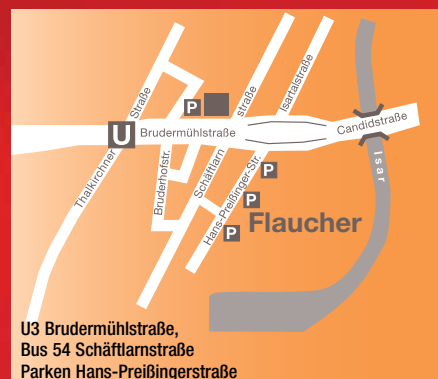 Thalkirchner Straße
P
straße
Isartalstraße
U
Brudermühlstraße
Candidstraße
Bruderhofstr.
Schäftlarn
Isar
Hans-Preißinger-Str.
P
P
P
Flaucher
U3 Brudermühlstraße,
Bus 54 Schäftlarnstraße
Parken Hans-Preißingerstraße